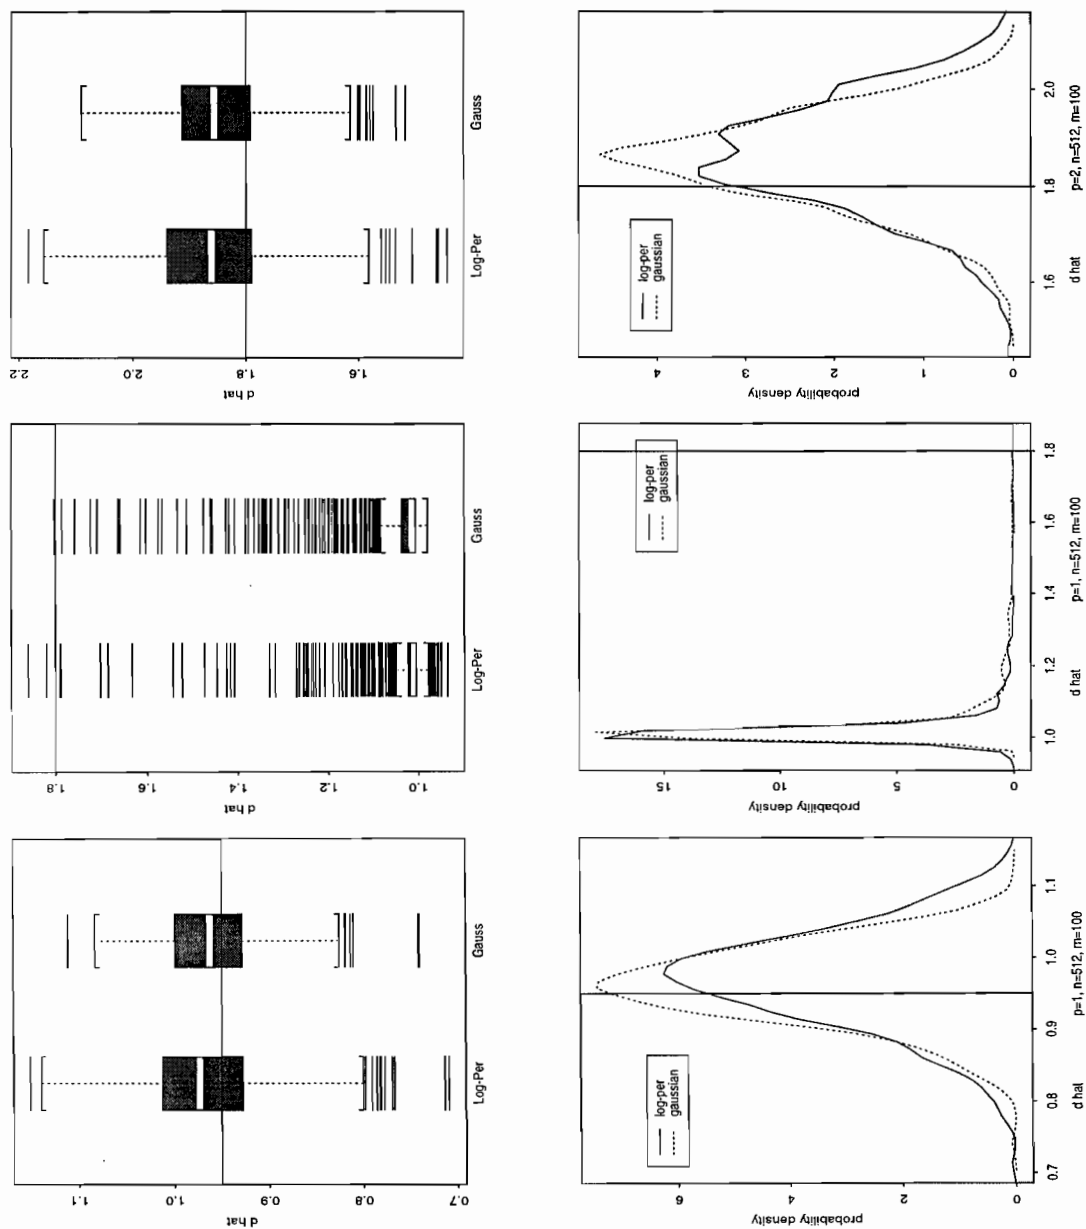 d hat
0.7 0.8 0.9 1.0 1.1
Log-Per Gauss
d hat
1.0 1.2 1.4 1.6 1.8
Log-Per Gauss
d hat
1.6 1.8 2.0 2.2
Log-Per Gauss
probability density
0 2 4 6
log-per
gaussian
0.7 0.8 0.9 1.0 1.1
d hat
p=1, n=512, m=100
probability density
0 5 10 15
log-per
gaussian
1.0 1.2 1.4 1.6 1.8
d hat
p=1, n=512, m=100
probability density
0 1 2 3 4
log-per
gaussian
1.6 1.8 2.0
d hat
p=2, n=512, m=100